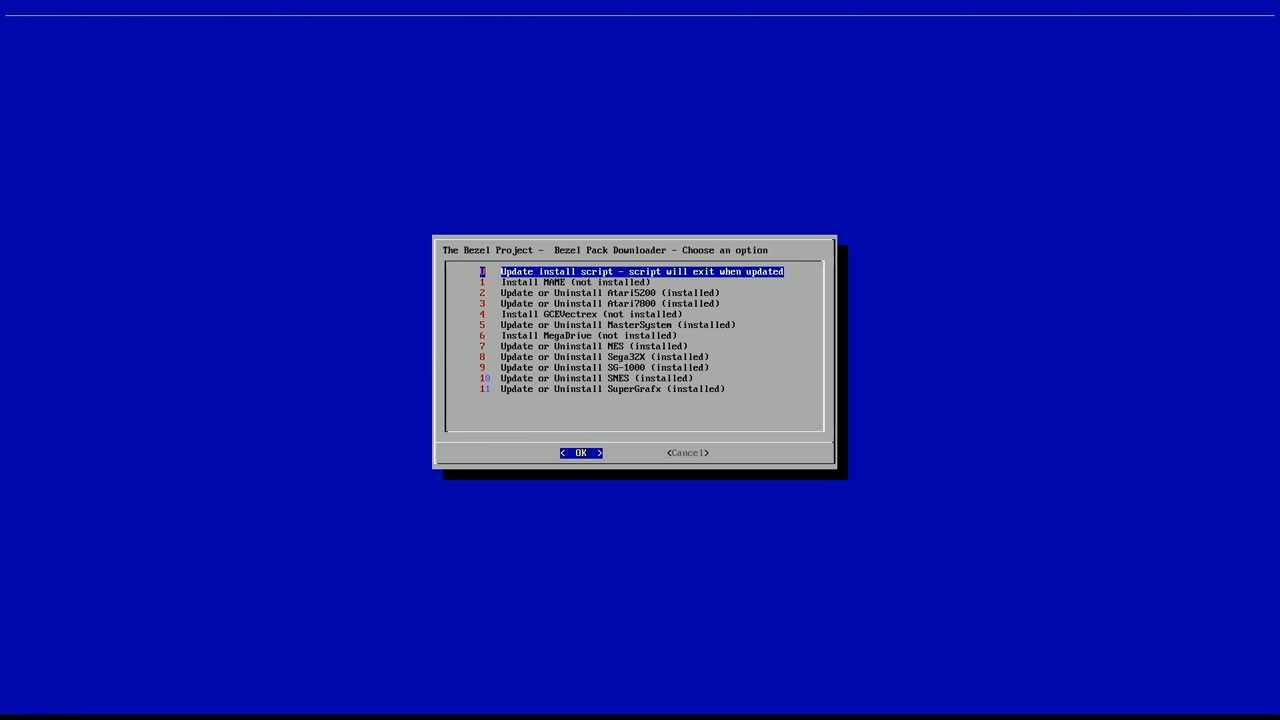 The Bezel Project -  Bezel Pack Downloader - Choose an option
Update install script - script will exit when updated
1 Install MAME (not installed)
2 Update or Uninstall Atari5200 (installed)
3 Update or Uninstall Atari7800 (installed)
4 Install GCEVectrex (not installed)
5 Update or Uninstall MasterSystem (installed)
6 Install MegaDrive (not installed)
7 Update or Uninstall NES (installed)
8 Update or Uninstall Sega32X (installed)
9 Update or Uninstall SG-1000 (installed)
10 Update or Uninstall SNES (installed)
11 Update or Uninstall SuperGrafx (installed)
< OK > <Cancel>